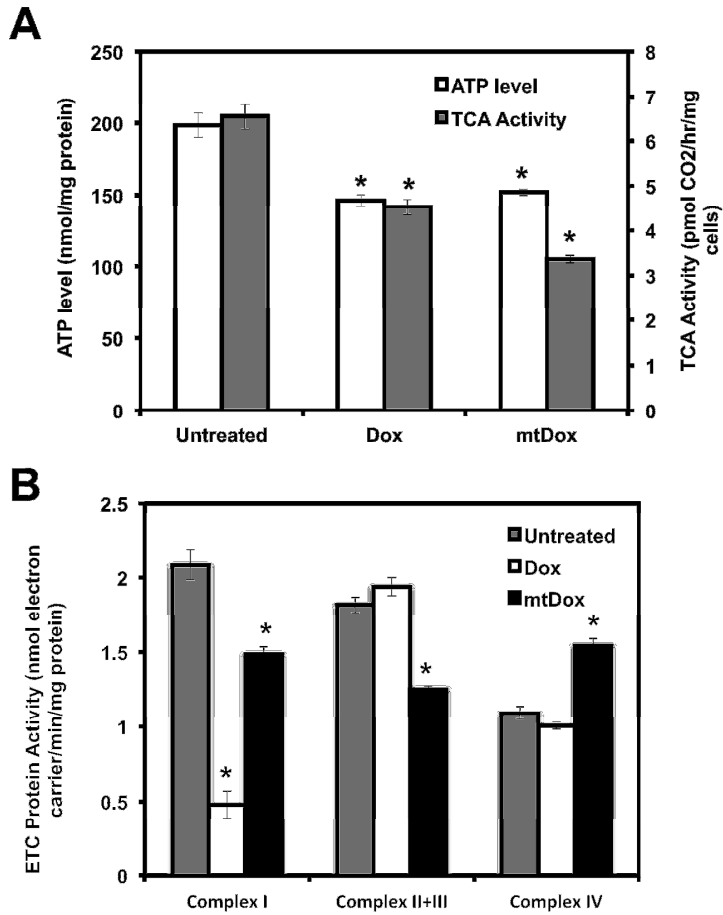 A
250
200
150
100
50
0
ATP level (nmol/mg protein)
ATP level
TCA Activity
* * * *
8
7
6
5
4
3
2
1
0
TCA Activity (pmol CO2/hr/mg
cells)
Untreated Dox mtDox
B
2.5
2
1.5
1
0.5
0
ETC Protein Activity (nmol electron
carrier/min/mg protein)
Untreated
Dox
mtDox
* * * *
Complex I Complex II+III Complex IV